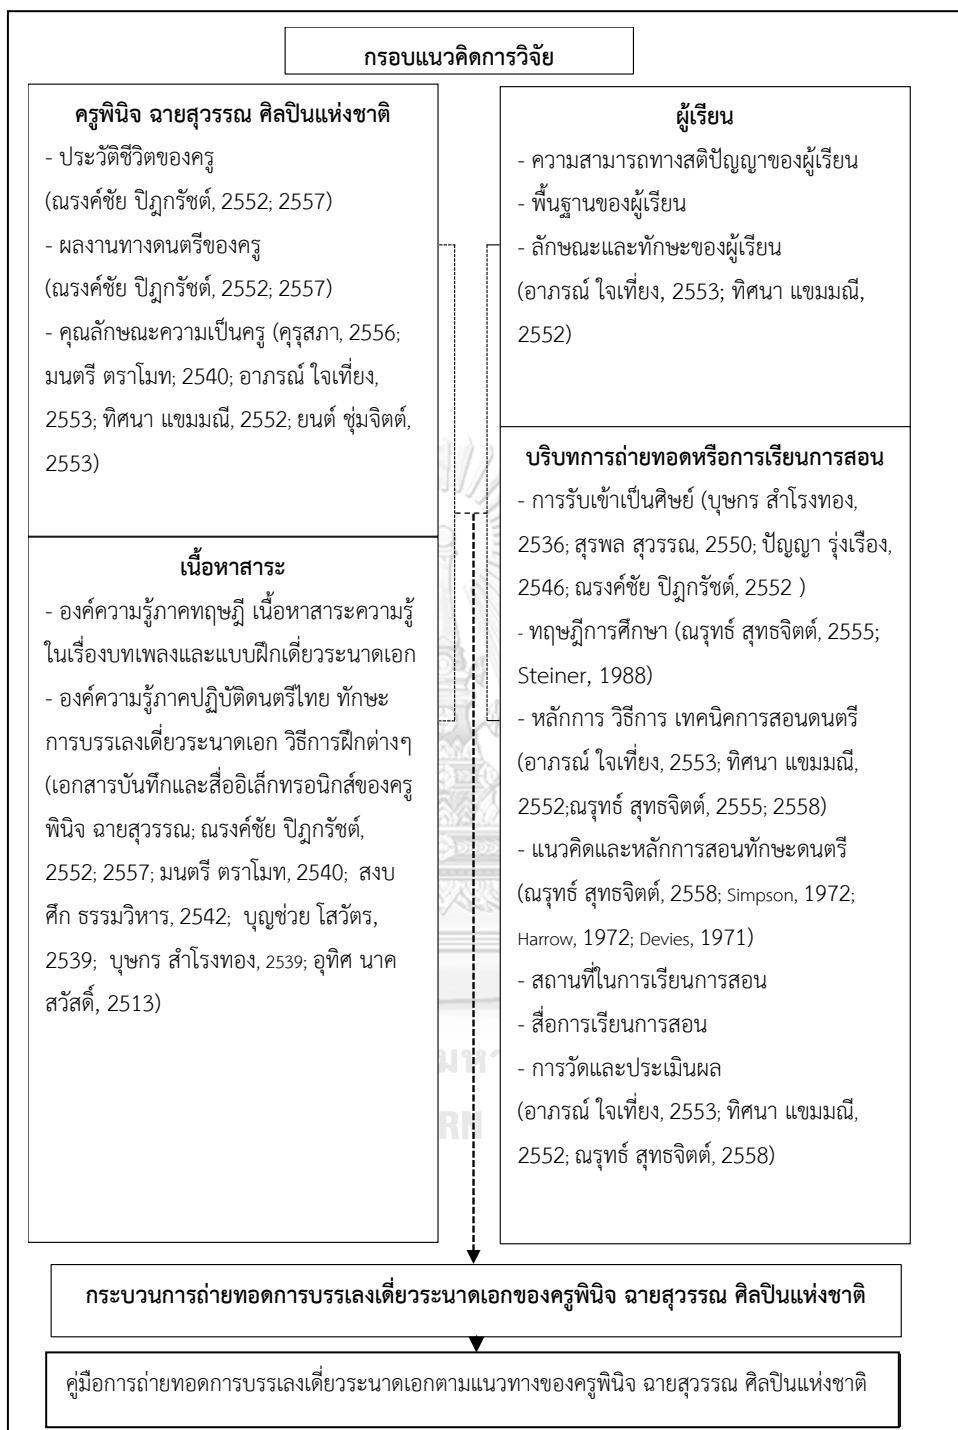 กรอบแนวคิดการวิจัย
ครูพินิจ ฉายสุวรรณ ศิลปินแห่งชาติ
- ประวัติชีวิตของครู
(ณรงค์ชัย ปิฎกรัชต์, 2552; 2557)
- ผลงานทางดนตรีของครู
(ณรงค์ชัย ปิฎกรัชต์, 2552; 2557)
- คุณลักษณะความเป็นครู (คุรุสภา, 2556;
มนตรี ตราโมท; 2540; อาภรณ์ ใจเที่ยง,
2553; ทิศนา แขมมณี, 2552; ยนต์ ชุ่มจิตต์,
2553)
เนื้อหาสาระ
- องค์ความรู้ภาคทฤษฎี เนื้อหาสาระความรู้
ในเรื่องบทเพลงและแบบฝึกเดี่ยวระนาดเอก
- องค์ความรู้ภาคปฏิบัติดนตรีไทย ทักษะ
การบรรเลงเดี่ยวระนาดเอก วิธีการฝึกต่างๆ
(เอกสารบันทึกและสื่ออิเล็กทรอนิกส์ของครู
พินิจ ฉายสุวรรณ; ณรงค์ชัย ปิฎกรัชต์,
2552; 2557; มนตรี ตราโมท, 2540; สงบ
ศึก ธรรมวิหาร, 2542; บุญช่วย โสวัตร,
2539; บุษกร สำโรงทอง, 2539; อุทิศ นาค
สวัสดิ์, 2513)
ผู้เรียน
- ความสามารถทางสติปัญญาของผู้เรียน
- พื้นฐานของผู้เรียน
- ลักษณะและทักษะของผู้เรียน
(อาภรณ์ ใจเที่ยง, 2553; ทิศนา แขมมณี,
2552)
บริบทการถ่ายทอดหรือการเรียนการสอน
- การรับเข้าเป็นศิษย์ (บุษกร สำโรงทอง,
2536; สุรพล สุวรรณ, 2550; ปัญญา รุ่งเรือง,
2546; ณรงค์ชัย ปิฎกรัชต์, 2552 )
- ทฤษฎีการศึกษา (ณรุทธ์ สุทธจิตต์, 2555;
Steiner, 1988)
- หลักการ วิธีการ เทคนิคการสอนดนตรี
(อาภรณ์ ใจเที่ยง, 2553; ทิศนา แขมมณี,
2552;ณรุทธ์ สุทธจิตต์, 2555; 2558)
- แนวคิดและหลักการสอนทักษะดนตรี
(ณรุทธ์ สุทธจิตต์, 2558; Simpson, 1972;
Harrow, 1972; Devies, 1971)
- สถานที่ในการเรียนการสอน
- สื่อการเรียนการสอน
- การวัดและประเมินผล
(อาภรณ์ ใจเที่ยง, 2553; ทิศนา แขมมณี,
2552; ณรุทธ์ สุทธจิตต์, 2558)
กระบวนการถ่ายทอดการบรรเลงเดี่ยวระนาดเอกของครูพินิจ ฉายสุวรรณ ศิลปินแห่งชาติ
คู่มือการถ่ายทอดการบรรเลงเดี่ยวระนาดเอกตามแนวทางของครูพินิจ ฉายสุวรรณ ศิลปินแห่งชาติ